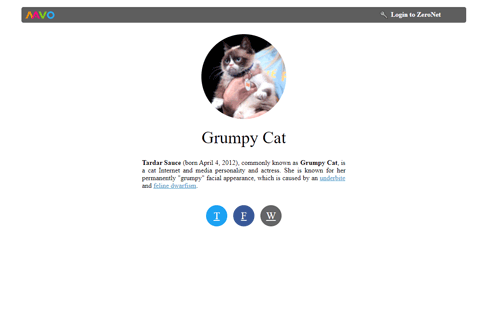 MVO
Login to ZeroNet
Grumpy Cat
Tardar Sauce (born April 4, 2012), commonly known as Grumpy Cat, is
a cat Internet and media personality and actress. She is known for her
permanently "grumpy" facial appearance, which is caused by an underbite
and feline dwarfism.
T F W